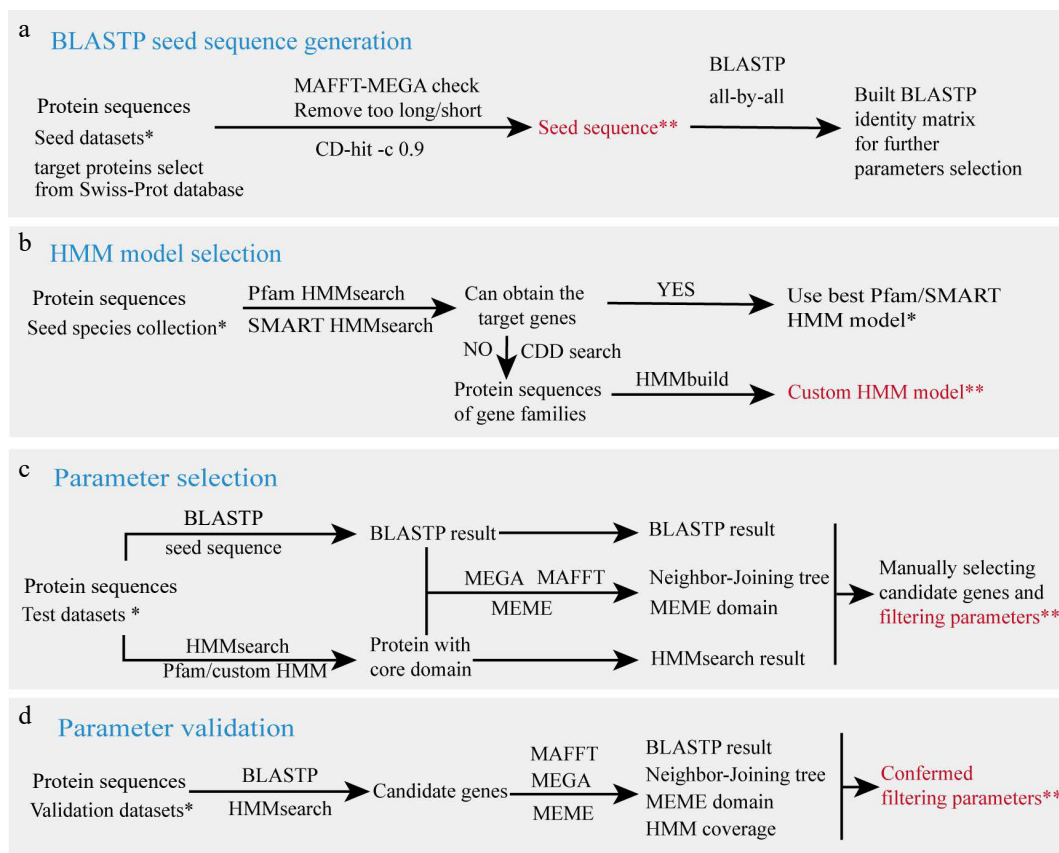 a
BLASTP seed sequence generation
Protein sequences
Seed datasets*
target proteins select
from Swiss-Prot database
MAFFT-MEGA check
Remove too long/short
CD-hit -c 0.9
Seed sequence**
BLASTP
all-by-all
Built BLASTP
identity matrix
for further
parameters selection
b
HMM model selection
Protein sequences
Seed species collection*
Pfam HMMsearch
SMART HMMsearch
Can obtain the
target genes
YES
Use best Pfam/SMART
HMM model*
NO
CDD search
Protein sequences
of gene families
HMMbuild
Custom HMM model**
c
Parameter selection
Protein sequences
Test datasets *
BLASTP
seed sequence
BLASTP result
BLASTP result
MEGA MAFFT
MEME
Neighbor-Joining tree
MEME domain
HMMsearch
Pfam/custom HMM
Protein with
core domain
HMMsearch result
Manually selecting
candidate genes and
filtering parameters**
d
Parameter validation
Protein sequences
Validation datasets*
BLASTP
HMMsearch
Candidate genes
MAFFT
MEGA
MEME
BLASTP result
Neighbor-Joining tree
MEME domain
HMM coverage
Confermed
filtering parameters**